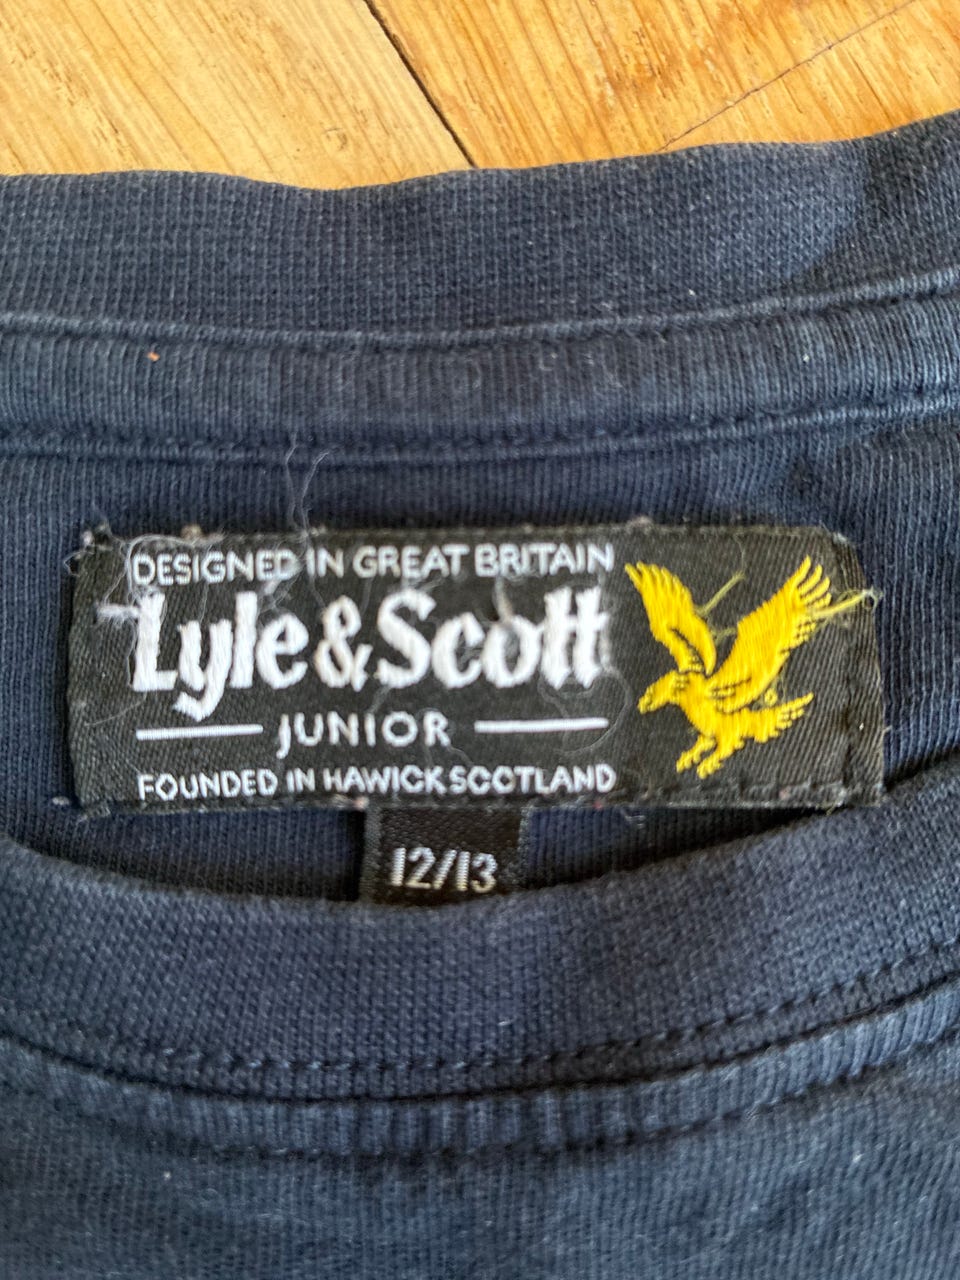 DESIGNED IN GREAT BRITAIN
Lyle & Scott
JUNIOR
FOUNDED IN HAWICK SCOTLAND
12/13